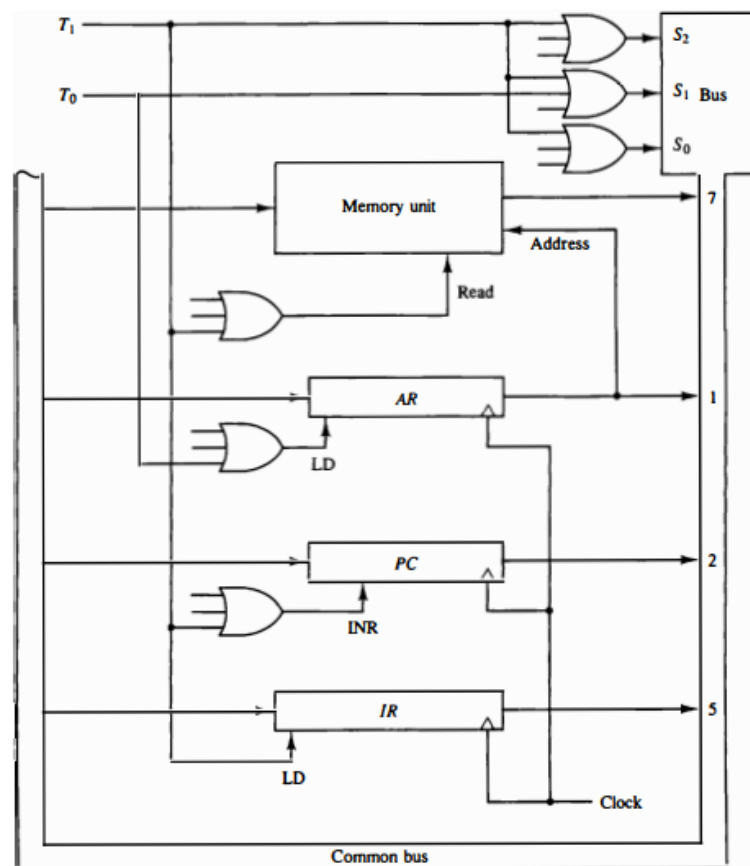 T₁
S₂
T₀
S₁ Bus
S₀
Memory unit
7
Address
Read
AR
1
LD
PC
2
INR
IR
5
LD
Clock
Common bus